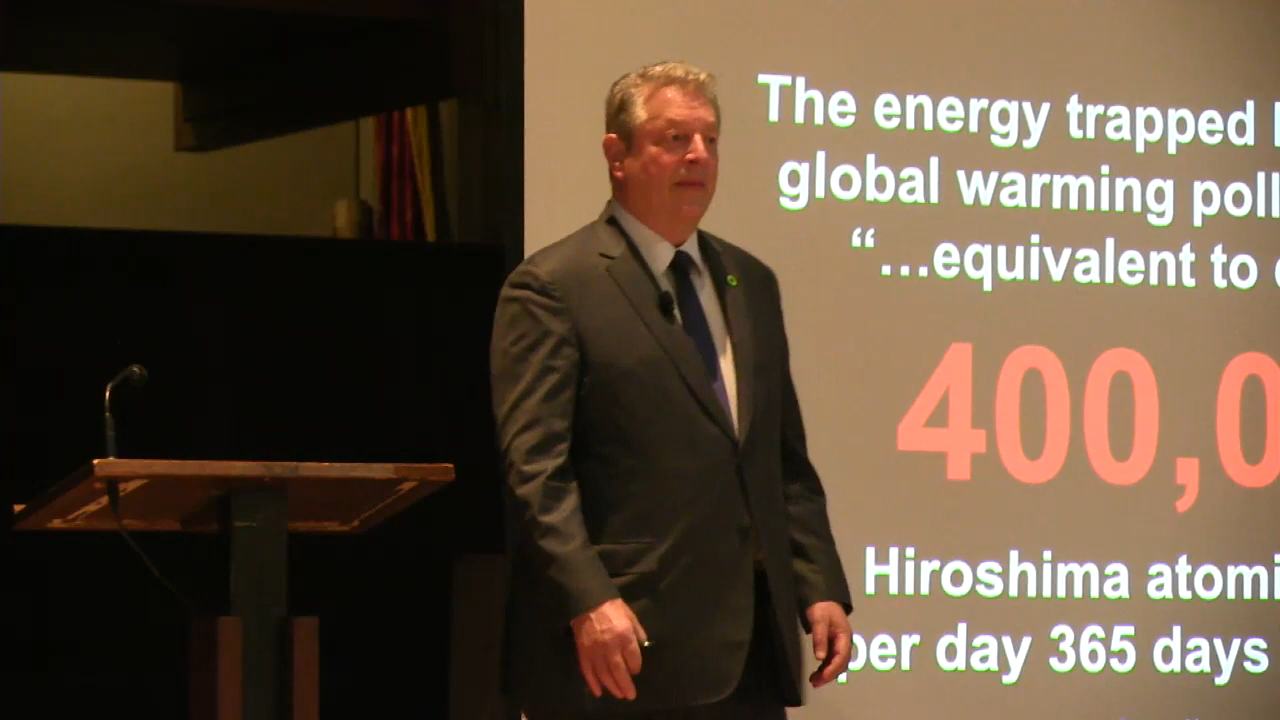 The energy trapped
global warming poll
“…equivalent to
400,0
Hiroshima atomi
per day 365 days